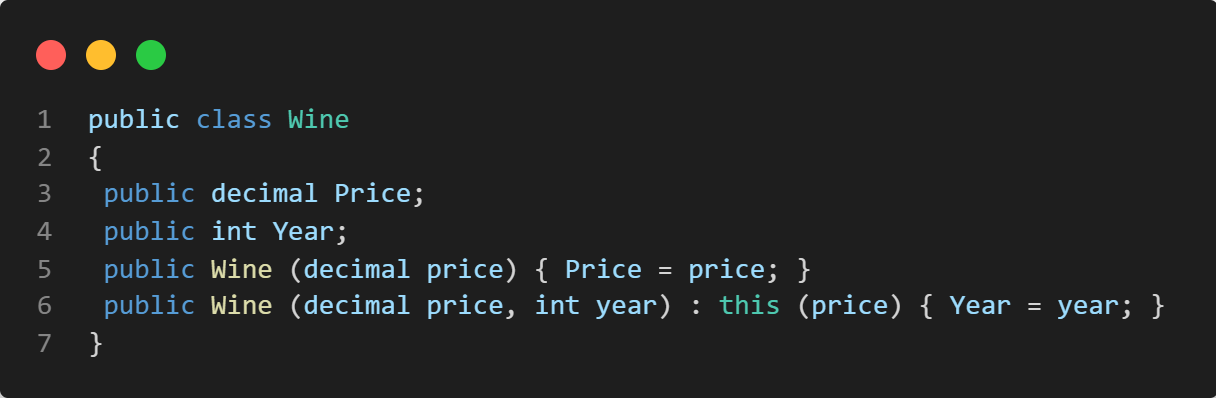 1 public class Wine
2 {
3 public decimal Price;
4 public int Year;
5 public Wine (decimal price) { Price = price; }
6 public Wine (decimal price, int year) : this (price) { Year = year; }
7 }